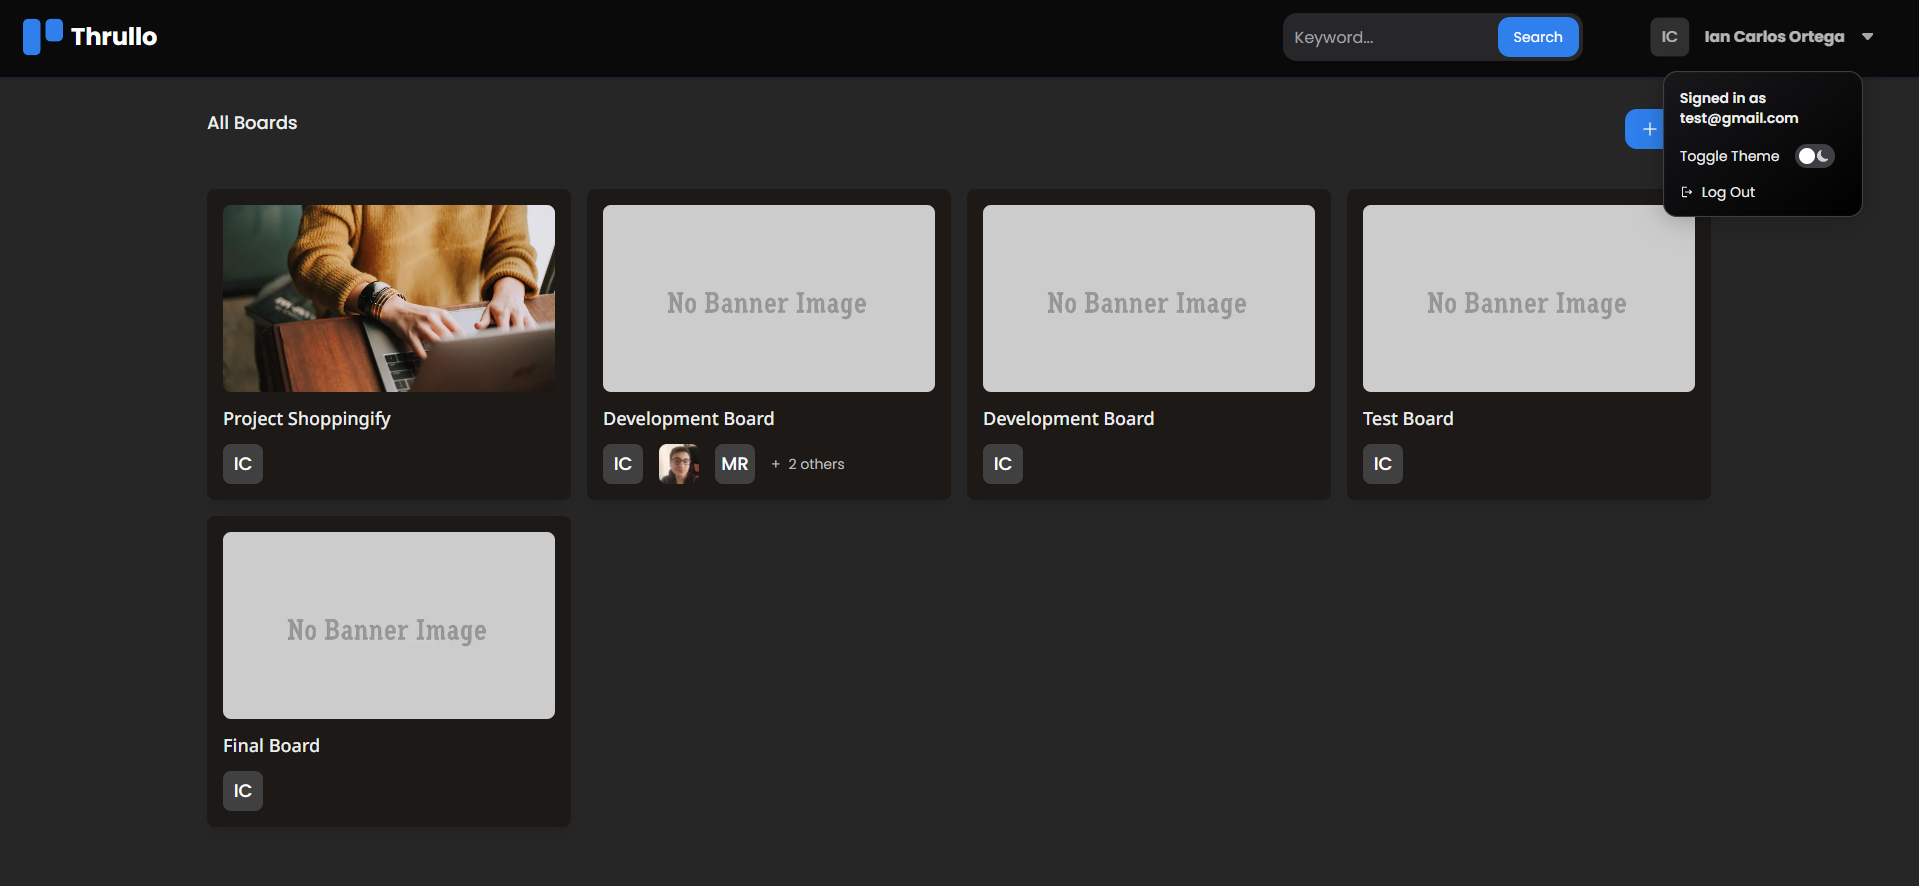 Thrullo
Keyword...
Search
IC
Ian Carlos Ortega
Signed in as
test@gmail.com
Toggle Theme
Log Out
All Boards
+
No Banner Image
No Banner Image
No Banner Image
Project Shoppingify
Development Board
Development Board
Test Board
IC
IC
MR
+ 2 others
IC
IC
No Banner Image
Final Board
IC